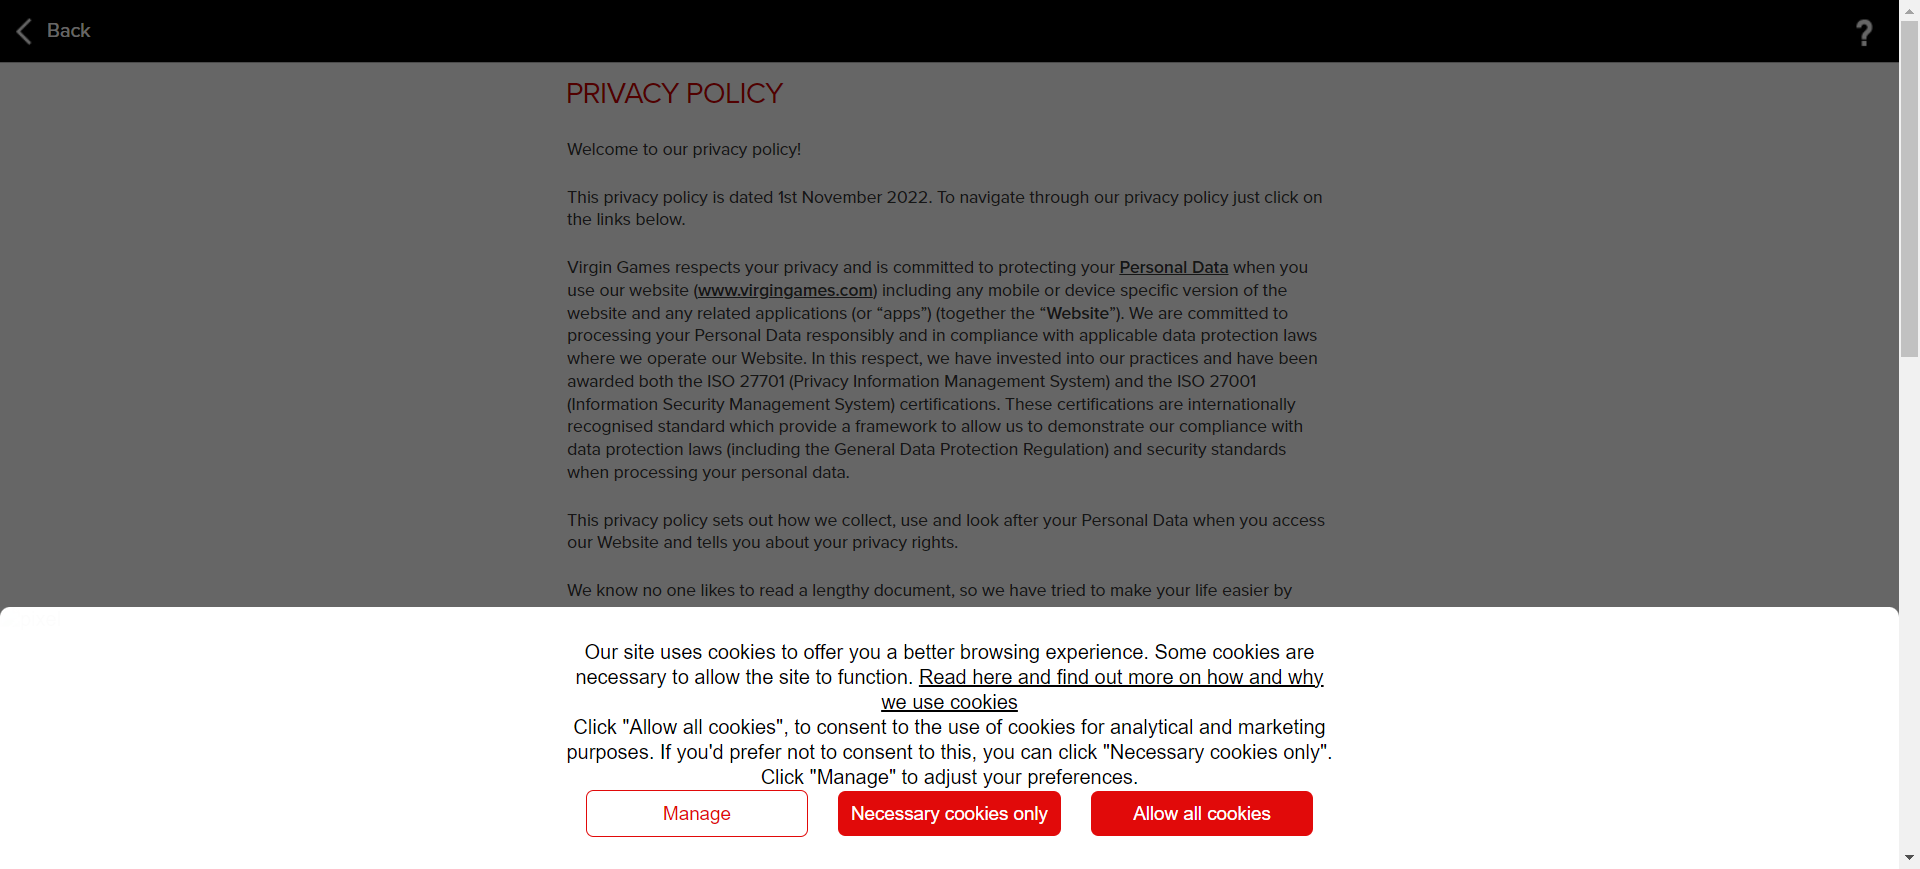 Back
?
PRIVACY POLICY
Welcome to our privacy policy!
This privacy policy is dated 1st November 2022. To navigate through our privacy policy just click on
the links below.
Virgin Games respects your privacy and is committed to protecting your Personal Data when you
use our website (www.virgingames.com) including any mobile or device specific version of the
website and any related applications (or “apps”) (together the “Website”). We are committed to
processing your Personal Data responsibly and in compliance with applicable data protection laws
where we operate our Website. In this respect, we have invested into our practices and have been
awarded both the ISO 27701 (Privacy Information Management System) and the ISO 27001
(Information Security Management System) certifications. These certifications are internationally
recognised standard which provide a framework to allow us to demonstrate our compliance with
data protection laws (including the General Data Protection Regulation) and security standards
when processing your personal data.
This privacy policy sets out how we collect, use and look after your Personal Data when you access
our Website and tells you about your privacy rights.
We know no one likes to read a lengthy document, so we have tried to make your life easier by
Our site uses cookies to offer you a better browsing experience. Some cookies are
necessary to allow the site to function. Read here and find out more on how and why
we use cookies
Click "Allow all cookies", to consent to the use of cookies for analytical and marketing
purposes. If you'd prefer not to consent to this, you can click "Necessary cookies only".
Click "Manage" to adjust your preferences.
Manage
Necessary cookies only
Allow all cookies